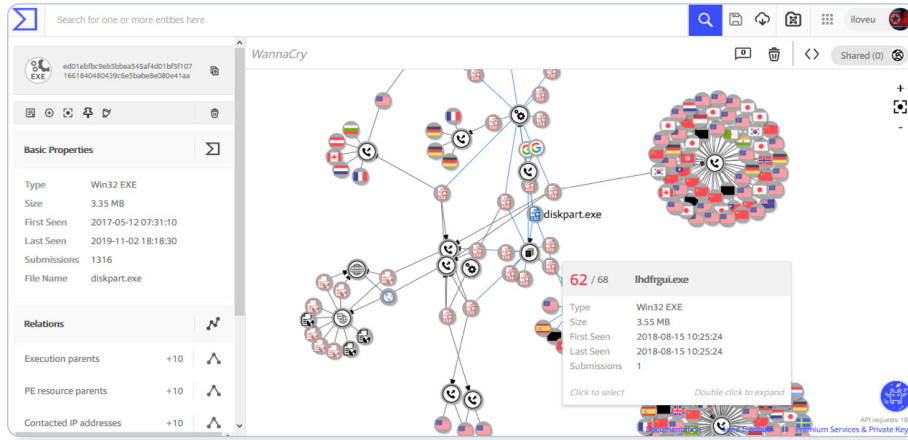 Search for one or more entities here
iloveu
EXE
ed01ebfbc9eb5bbea545af4d01bf5f107
1661840480439c6e5babe8e080e41aa
WannaCry
Shared (0)
Basic Properties
Type Win32 EXE
Size 3.35 MB
First Seen 2017-05-12 07:31:10
Last Seen 2019-11-02 18:18:30
Submissions 1316
File Name diskpart.exe
Relations
Execution parents +10
PE resource parents +10
Contacted IP addresses +10
diskpart.exe
62 / 68 lhdfrgui.exe
Type Win32 EXE
Size 3.55 MB
First Seen 2018-08-15 10:25:24
Last Seen 2018-08-15 10:25:24
Submissions 1
Click to select Double click to expand
API requests: 18
Documentation feedback Premium Services & Private Key